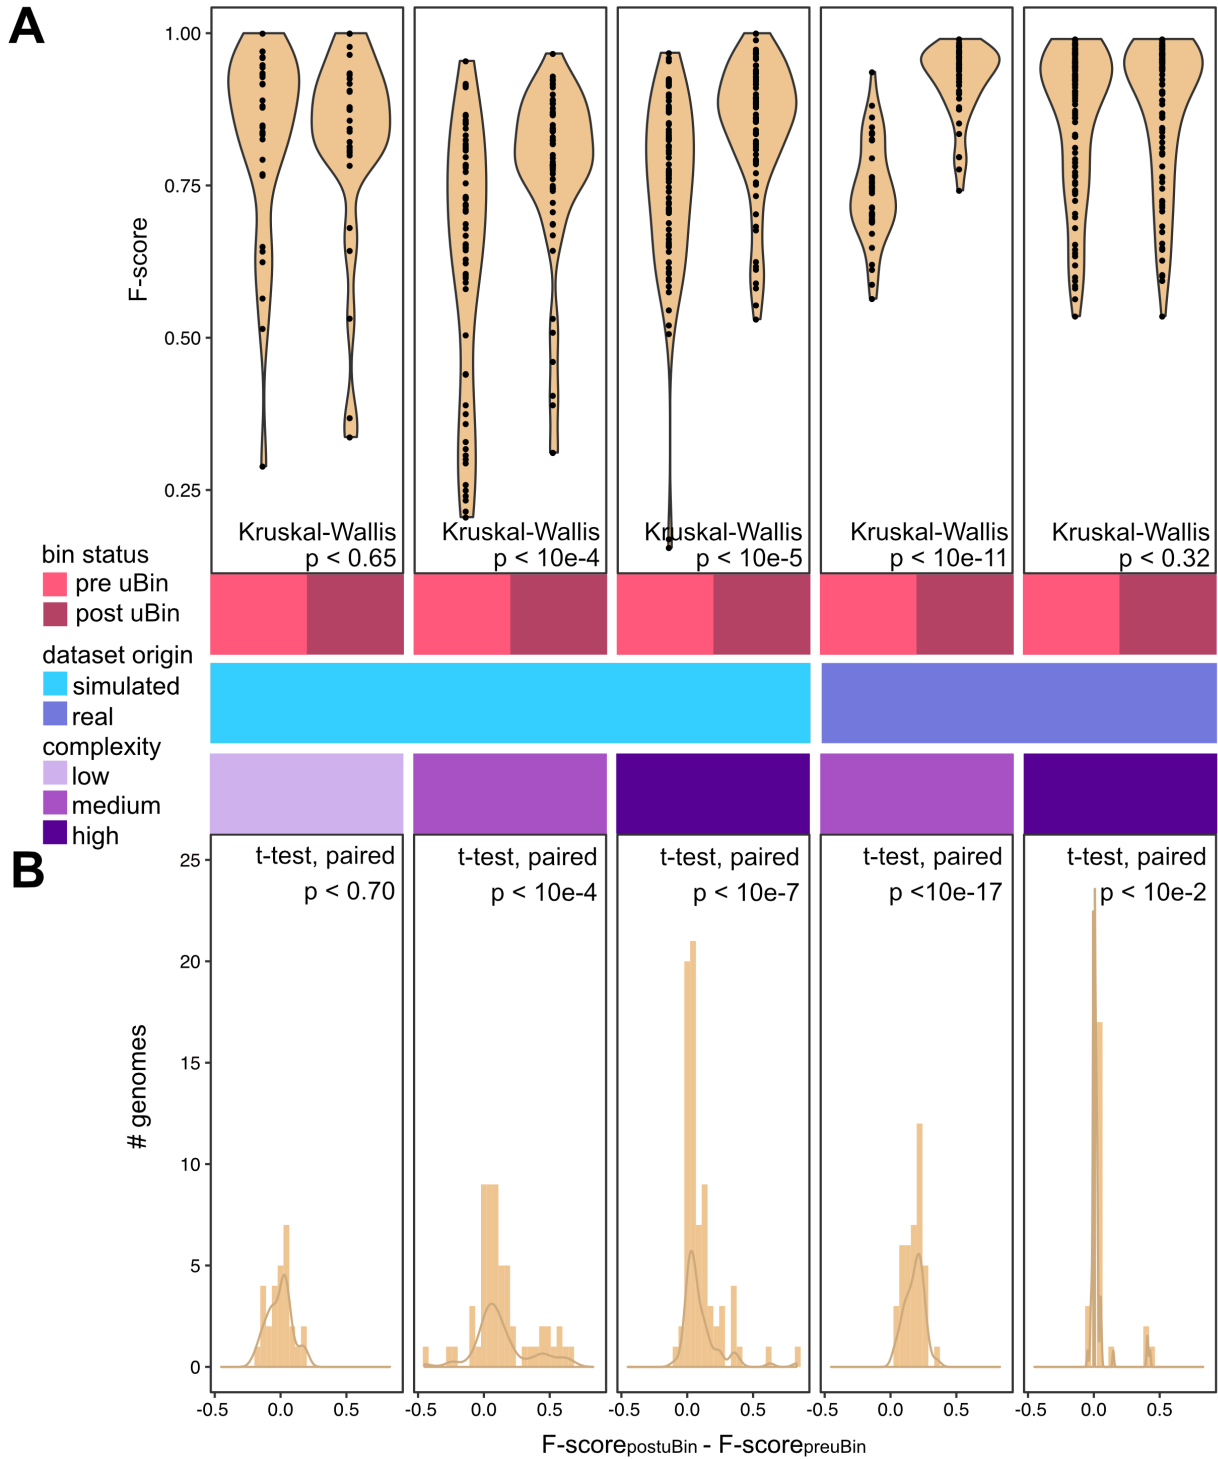 A
1.00
0.75
0.50
0.25
F-score
Kruskal-Wallis
p < 0.65
Kruskal-Wallis
p < 10e-4
Kruskal-Wallis
p < 10e-5
Kruskal-Wallis
p < 10e-11
Kruskal-Wallis
p < 0.32
bin status
pre uBin
post uBin
dataset origin
simulated
real
complexity
low
medium
high
B
t-test, paired
p < 0.70
t-test, paired
p < 10e-4
t-test, paired
p < 10e-7
t-test, paired
p <10e-17
t-test, paired
p < 10e-2
25
20
15
10
5
0
# genomes
-0.5 0.0 0.5
-0.5 0.0 0.5
-0.5 0.0 0.5
-0.5 0.0 0.5
-0.5 0.0 0.5
F-scorepostuBin - F-scorepreuBin